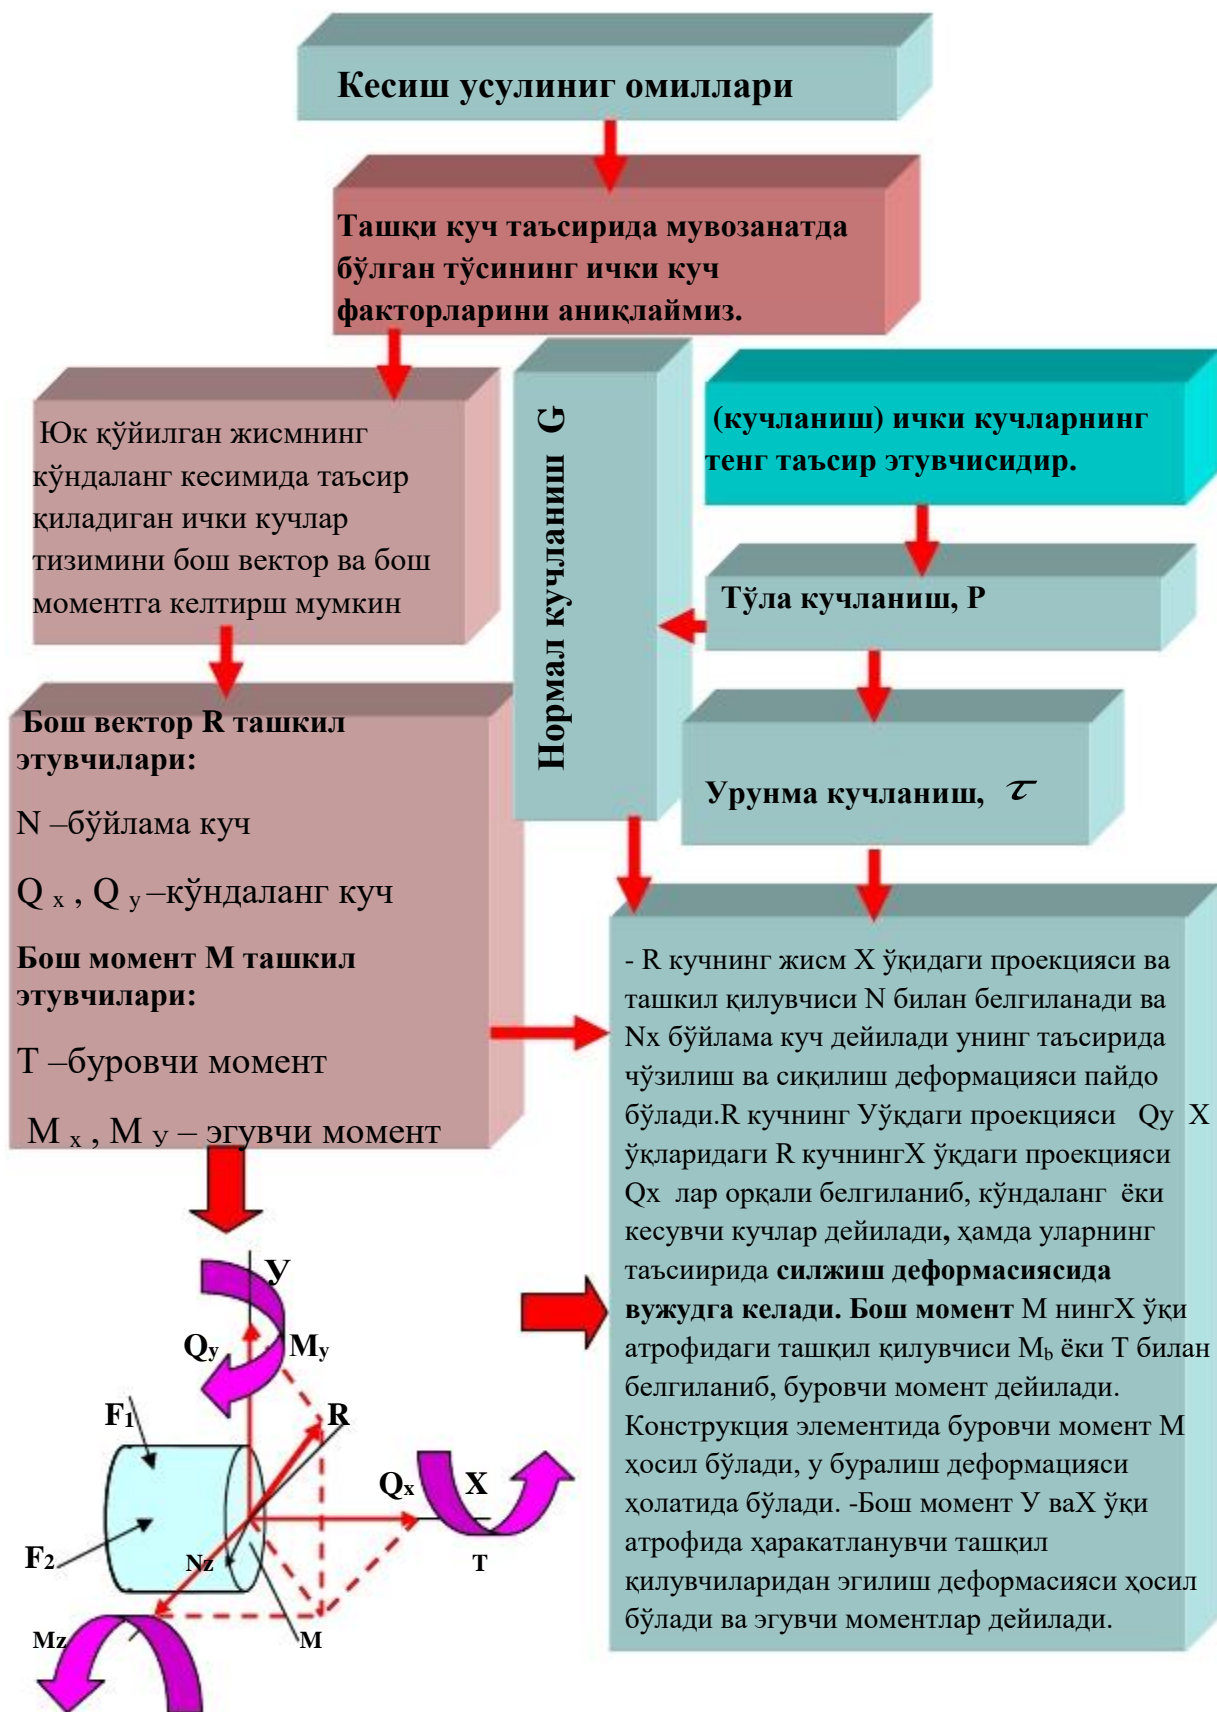 Кесиш усулининг омиллари
Ташқи куч таъсирида мувозанатда
бўлган тўсининг ички куч
факторларини аниқлаймиз.
Юк қўйилган жисмнинг
кўндаланг кесимида таъсир
қиладиган ички кучлар
тизимини бош вектор ва бош
моментга келтирш мумкин
Нормал кучланиш G
(кучланиш) ички кучларнинг
тенг таъсир этувчисидир.
Тўла кучланиш, P
Урунма кучланиш, τ
Бош вектор R ташкил
этувчилари:
N –бўйлама куч
Q x , Q y –кўндаланг куч
Бош момент М ташкил
этувчилари:
Т –буровчи момент
M x , M У – эгувчи момент
- R кучнинг жисм X ўқидаги проекцияси ва
ташкил қилувчиси N билан белгиланади ва
Nx бўйлама куч дейилади унинг таъсирида
чўзилиш ва сиқилиш деформацияси пайдо
бўлади.R кучнинг Уўқдаги проекцияси Qy X
ўқларидаги R кучнингX ўқдаги проекцияси
Qx лар орқали белгиланиб, кўндаланг ёки
кесувчи кучлар дейилади, ҳамда уларнинг
таъсиирида силжиш деформасиясида
вужудга келади. Бош момент М нингX ўқи
атрофидаги ташқил қилувчиси Mb ёки Т билан
белгиланиб, буровчи момент дейилади.
Конструкция элементида буровчи момент М
ҳосил бўлади, у буралиш деформацияси
ҳолатида бўлади. -Бош момент У ваX ўқи
атрофида ҳаракатланувчи ташқил
қилувчиларидан эгилиш деформасияси ҳосил
бўлади ва эгувчи моментлар дейилади.
У
Qy
My
F1
R
Qx
X
F2
Nz
T
Mz
M